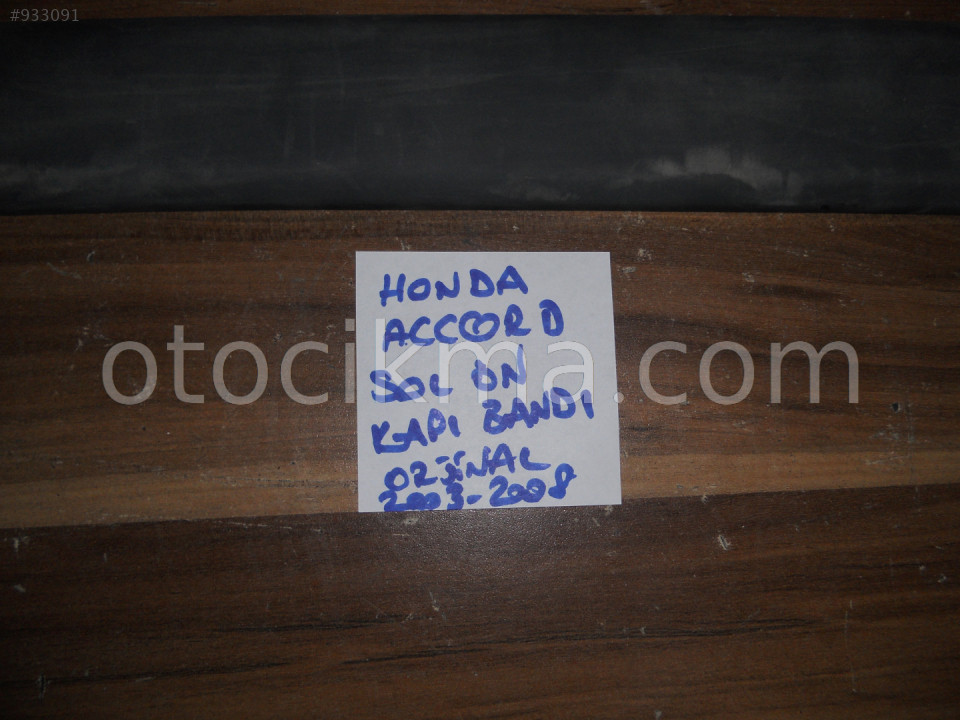 #933091
HONDA
ACCORD
SOL ÖN
KAPI BANDI
ORJİNAL
2003-2008
otocikma.com